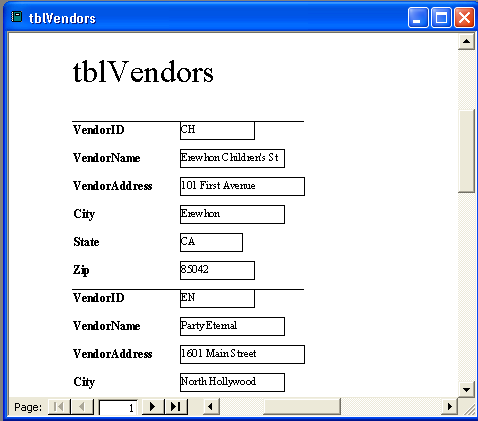 tblVendors
tblVendors
VendorID CH
VendorName Erewhon Children's St
VendorAddress 101 First Avenue
City Erewhon
State CA
Zip 85042
VendorID EN
VendorName Party Eternal
VendorAddress 1601 Main Street
City North Hollywood
Page: 1